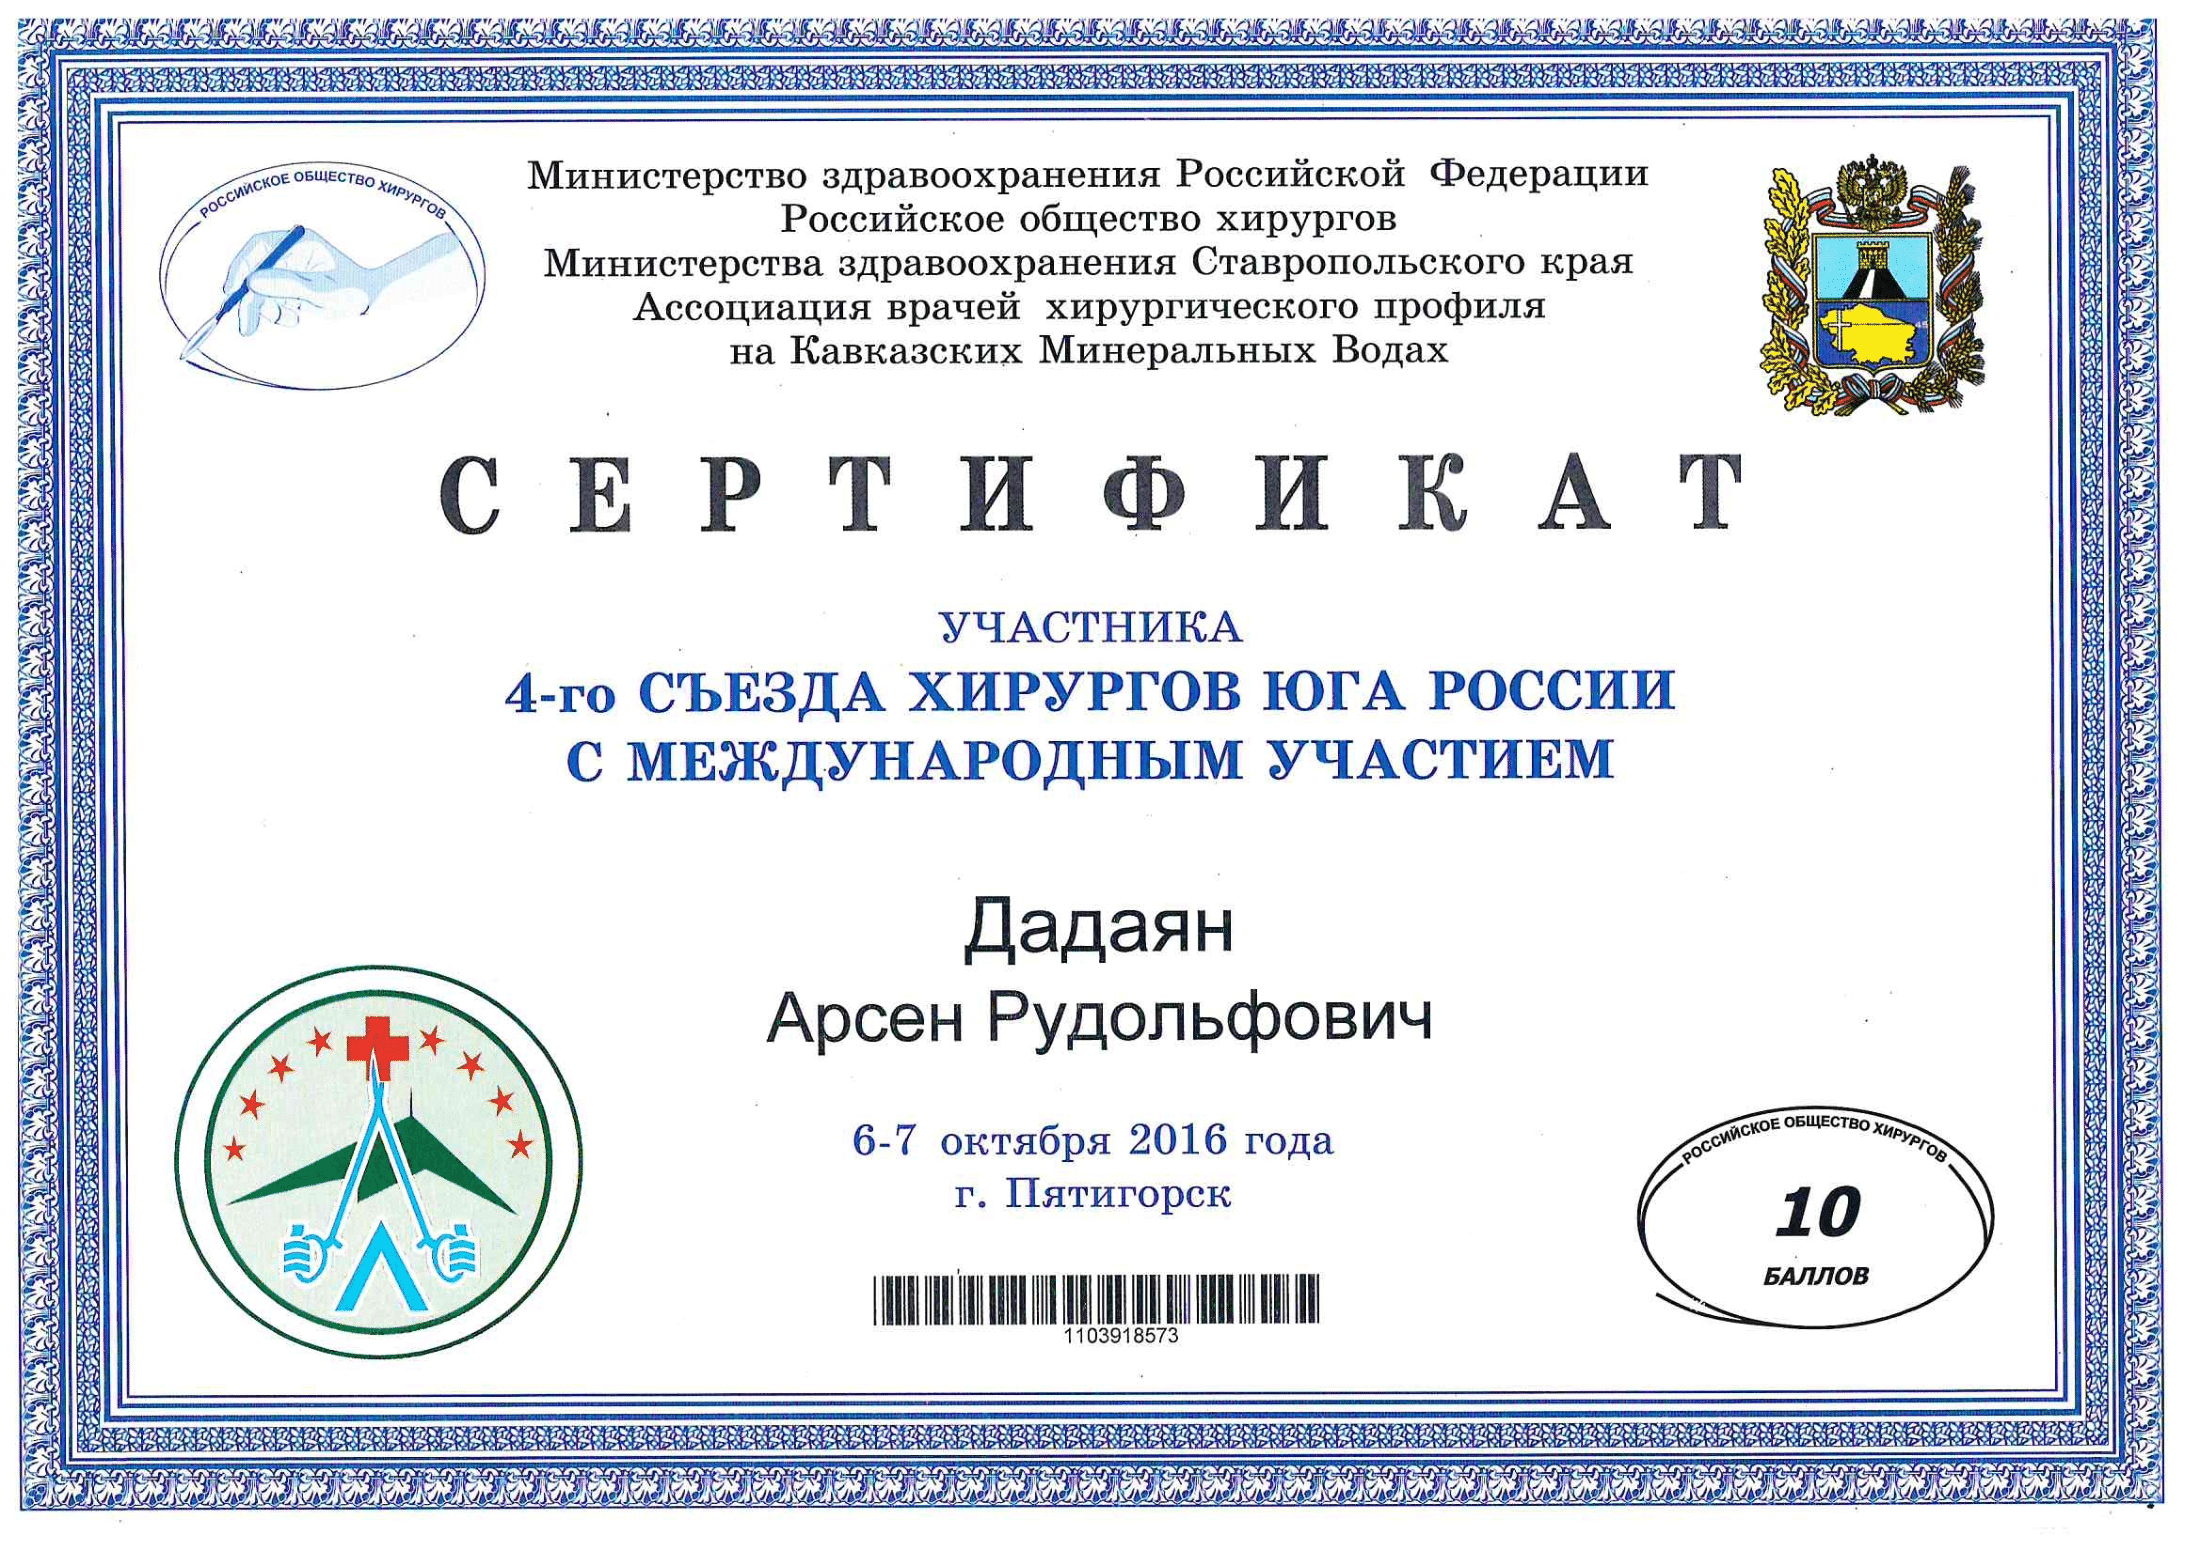 РОССИЙСКОЕ ОБЩЕСТВО ХИРУРГОВ
Министерство здравоохранения Российской Федерации
Российское общество хирургов
Министерства здравоохранения Ставропольского края
Ассоциация врачей хирургического профиля
на Кавказских Минеральных Водах
СЕРТИФИКАТ
УЧАСТНИКА
4-го СЪЕЗДА ХИРУРГОВ ЮГА РОССИИ
С МЕЖДУНАРОДНЫМ УЧАСТИЕМ
Дадаян
Арсен Рудольфович
6-7 октября 2016 года
г. Пятигорск
1103918573
РОССИЙСКОЕ ОБЩЕСТВО ХИРУРГОВ
10
БАЛЛОВ